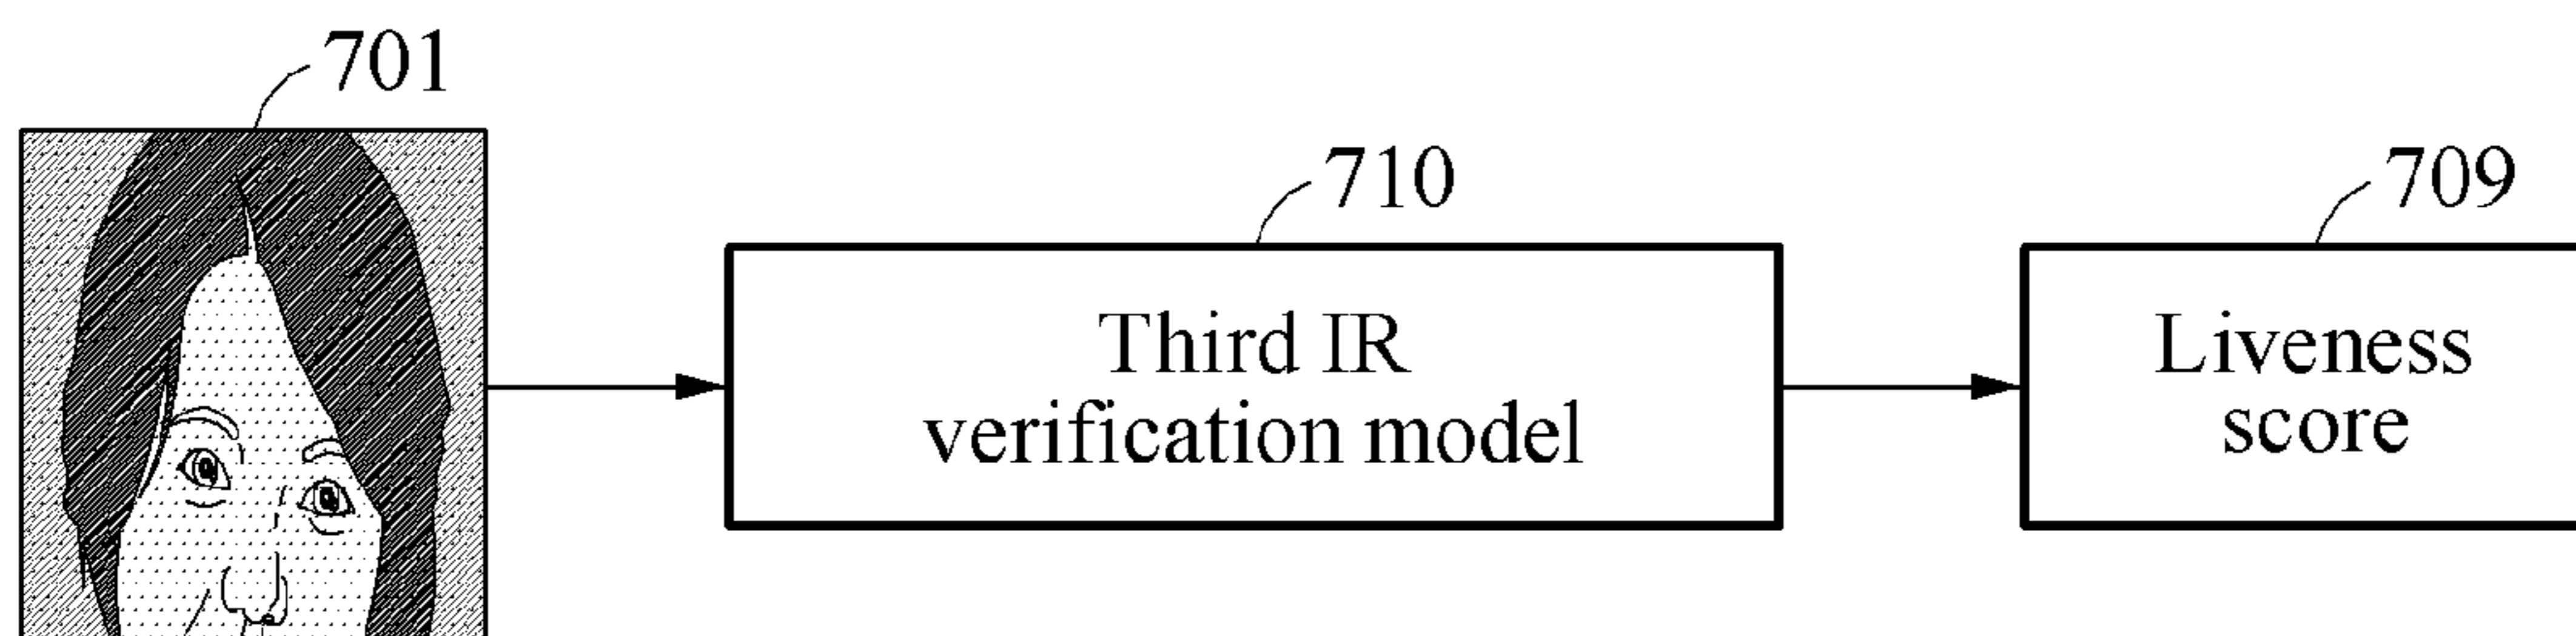 701
710
709
Third IR
verification model
Liveness
score